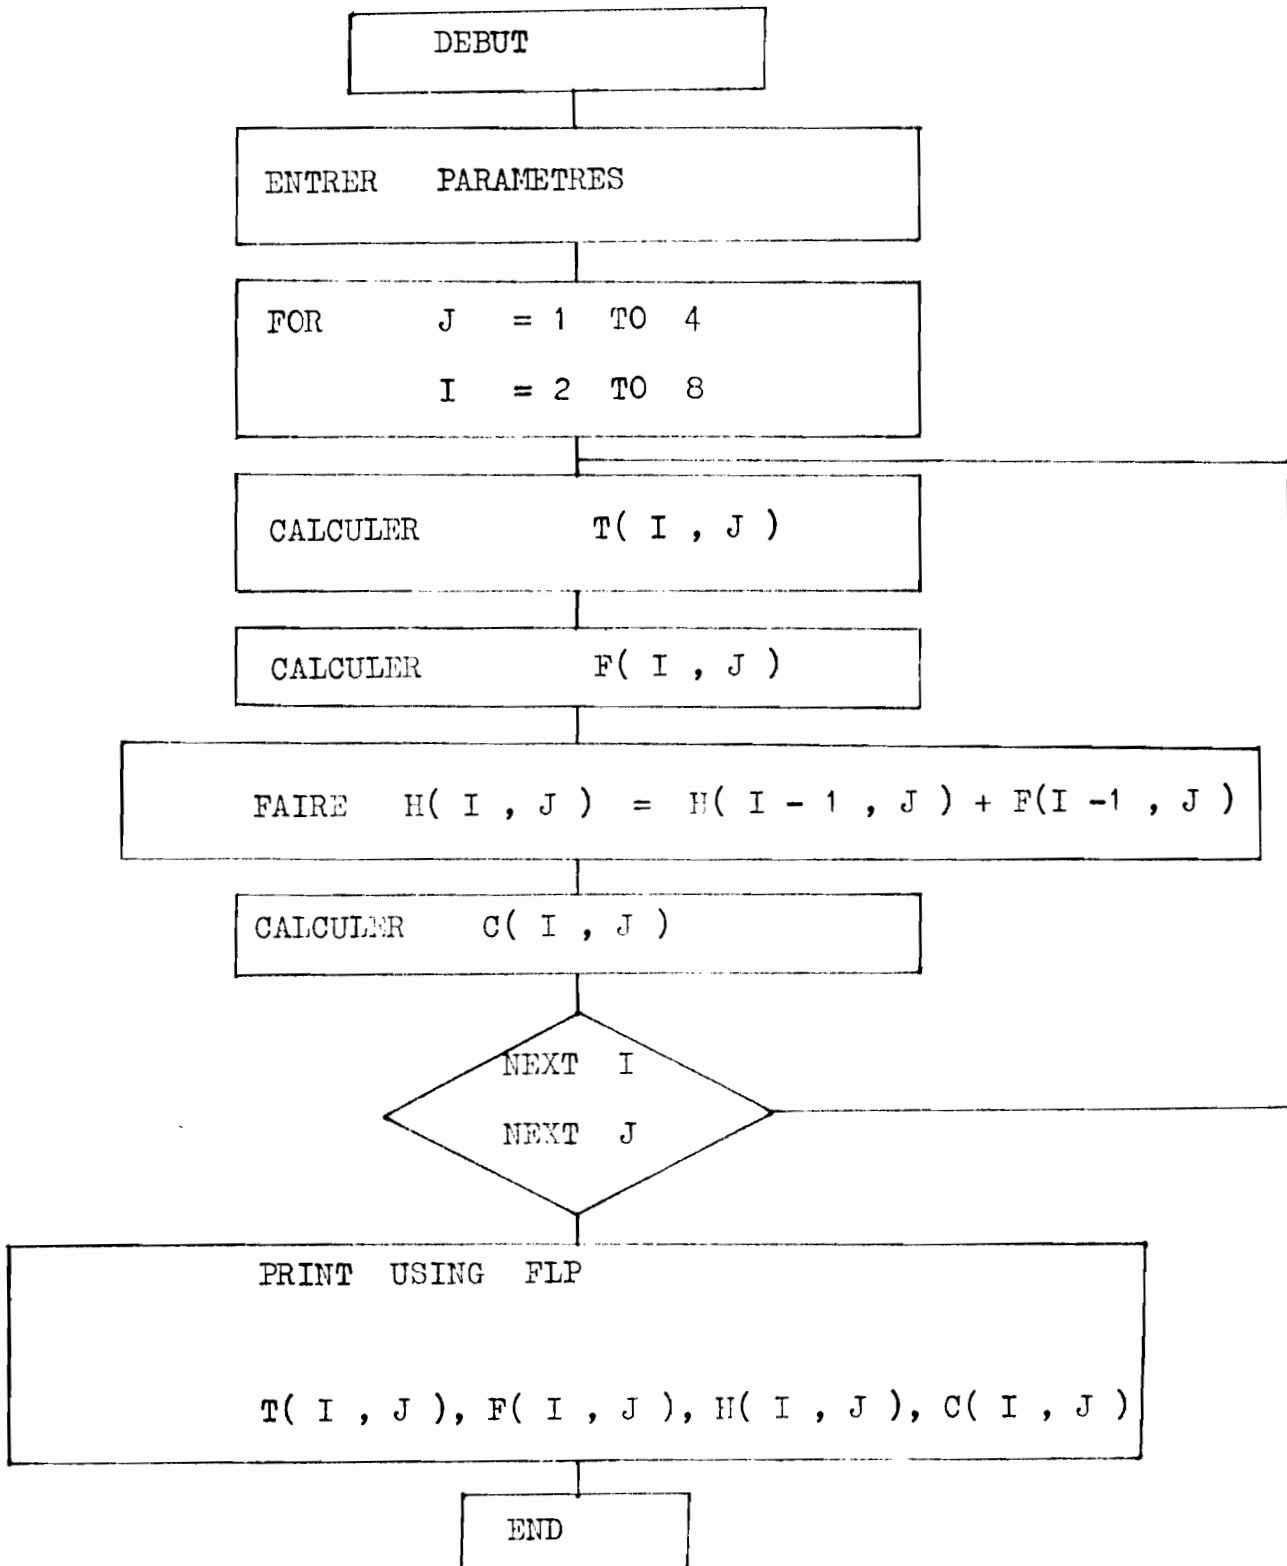 DEBUT
ENTRER PARAMETRES
FOR J = 1 TO 4
I = 2 TO 8
CALCULER T( I , J )
CALCULER F( I , J )
FAIRE H( I , J ) = H( I - 1 , J ) + F(I -1 , J )
CALCULER C( I , J )
NEXT I
NEXT J
PRINT USING FLP
T( I , J ), F( I , J ), H( I , J ), C( I , J )
END